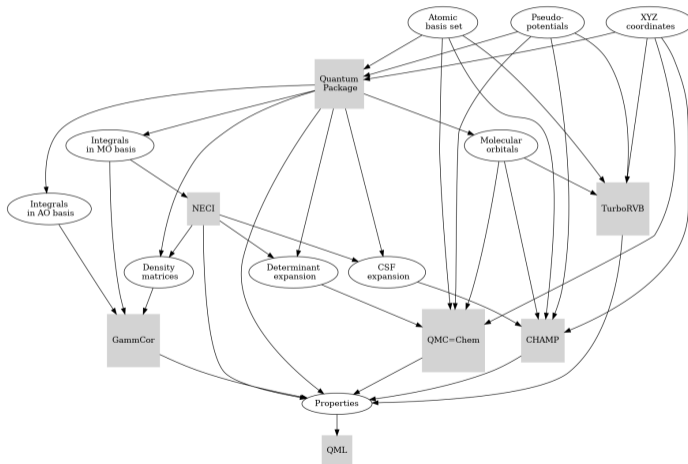 Atomic
basis set
Pseudo-
potentials
XYZ
coordinates
Quantum
Package
Integrals
in MO basis
Molecular
orbitals
Integrals
in AO basis
NECI
TurboRVB
Density
matrices
Determinant
expansion
CSF
expansion
GammCor
QMC=Chem
CHAMP
Properties
QML